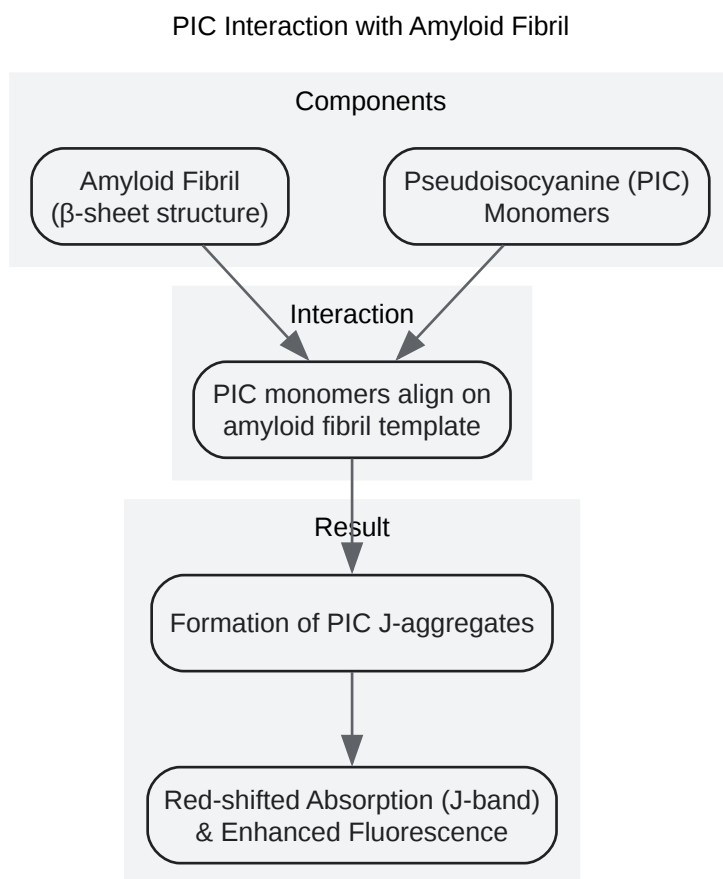 PIC Interaction with Amyloid Fibril
Components
Amyloid Fibril
(β-sheet structure)
Pseudoisocyanine (PIC)
Monomers
Interaction
PIC monomers align on
amyloid fibril template
Result
Formation of PIC J-aggregates
Red-shifted Absorption (J-band)
& Enhanced Fluorescence